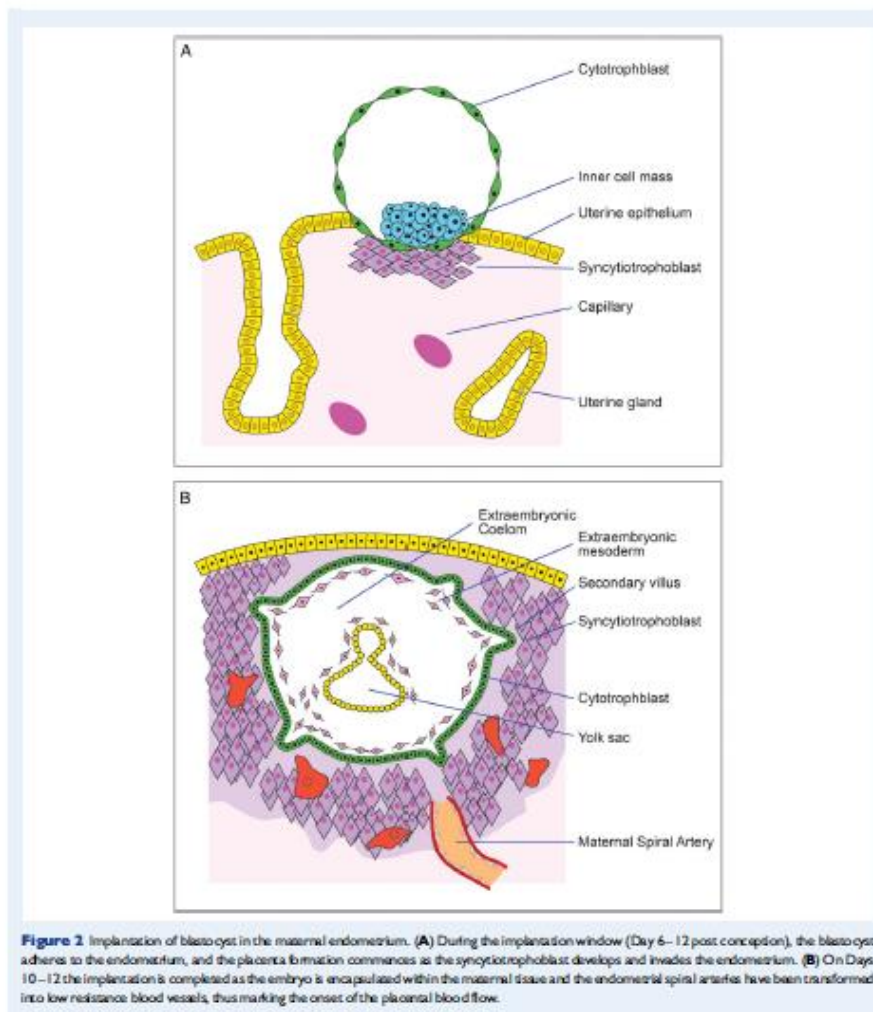 A
Cytotrophblast
Inner cell mass
Uterine epithelium
Syncytiotrophoblast
Capillary
Uterine gland
B
Extraembryonic
Coelom
Extraembryonic
mesoderm
Secondary villus
Syncytiotrophoblast
Cytotrophblast
Yolk sac
Maternal Spiral Artery
Figure 2 Implantation of blastocyst in the maternal endometrium. (A) During the implantation window (Day 6–12 post conception), the blastocyst
adheres to the endometrium, and the placenta formation commences as the syncytiotrophoblast develops and invades the endometrium. (B) On Days
10–12 the implantation is completed as the embryo is encapsulated within the maternal tissue and the endometrial spiral arteries have been transformed
into low resistance blood vessels, thus marking the onset of the placental blood flow.